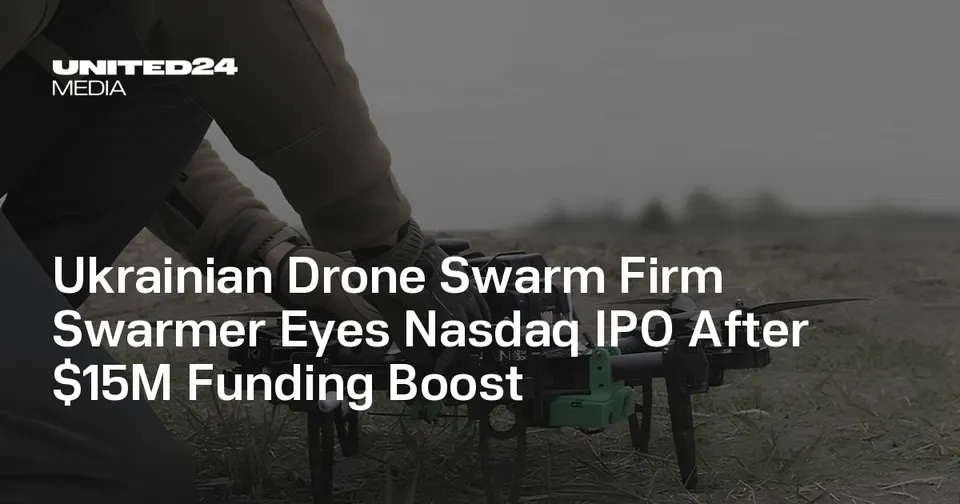 UNITED24
MEDIA
Ukrainian Drone Swarm Firm
Swarmer Eyes Nasdaq IPO After
$15M Funding Boost